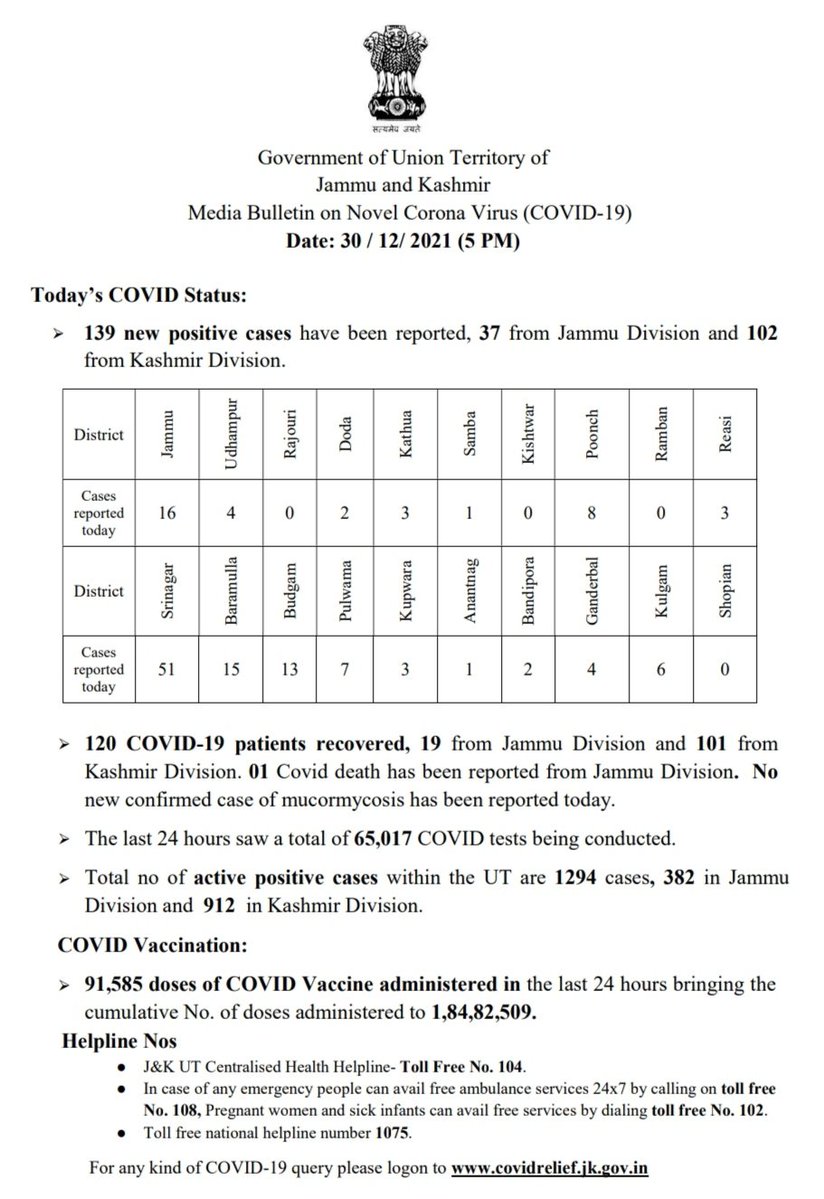 सत्यमेव जयते
Government of Union Territory of
Jammu and Kashmir
Media Bulletin on Novel Corona Virus (COVID-19)
Date: 30 / 12/ 2021 (5 PM)
Today’s COVID Status:
➢ 139 new positive cases have been reported, 37 from Jammu Division and 102
from Kashmir Division.
District Jammu Udhampur Rajouri Doda Kathua Samba Kishtwar Poonch Ramban Reasi
Cases
reported
today
16 4 0 2 3 1 0 8 0 3
District Srinagar Baramulla Budgam Pulwama Kupwara Anantnag Bandipora Ganderbal Kulgam Shopian
Cases
reported
today
51 15 13 7 3 1 2 4 6 0
➢ 120 COVID-19 patients recovered, 19 from Jammu Division and 101 from
Kashmir Division. 01 Covid death has been reported from Jammu Division. No
new confirmed case of mucormycosis has been reported today.
➢ The last 24 hours saw a total of 65,017 COVID tests being conducted.
➢ Total no of active positive cases within the UT are 1294 cases, 382 in Jammu
Division and 912 in Kashmir Division.
COVID Vaccination:
➢ 91,585 doses of COVID Vaccine administered in the last 24 hours bringing the
cumulative No. of doses administered to 1,84,82,509.
Helpline Nos
● J&K UT Centralised Health Helpline- Toll Free No. 104.
● In case of any emergency people can avail free ambulance services 24x7 by calling on toll free
No. 108, Pregnant women and sick infants can avail free services by dialing toll free No. 102.
● Toll free national helpline number 1075.
For any kind of COVID-19 query please logon to www.covidrelief.jk.gov.in